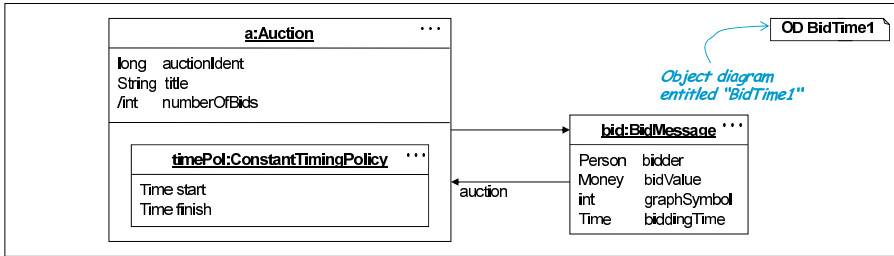 a:Auction ...
long auctionIdent
String title
/int numberOfBids
timePol:ConstantTimingPolicy ...
Time start
Time finish
auction
OD BidTime1
Object diagram
entitled "BidTime1"
bid:BidMessage ...
Person bidder
Money bidValue
int graphSymbol
Time biddingTime